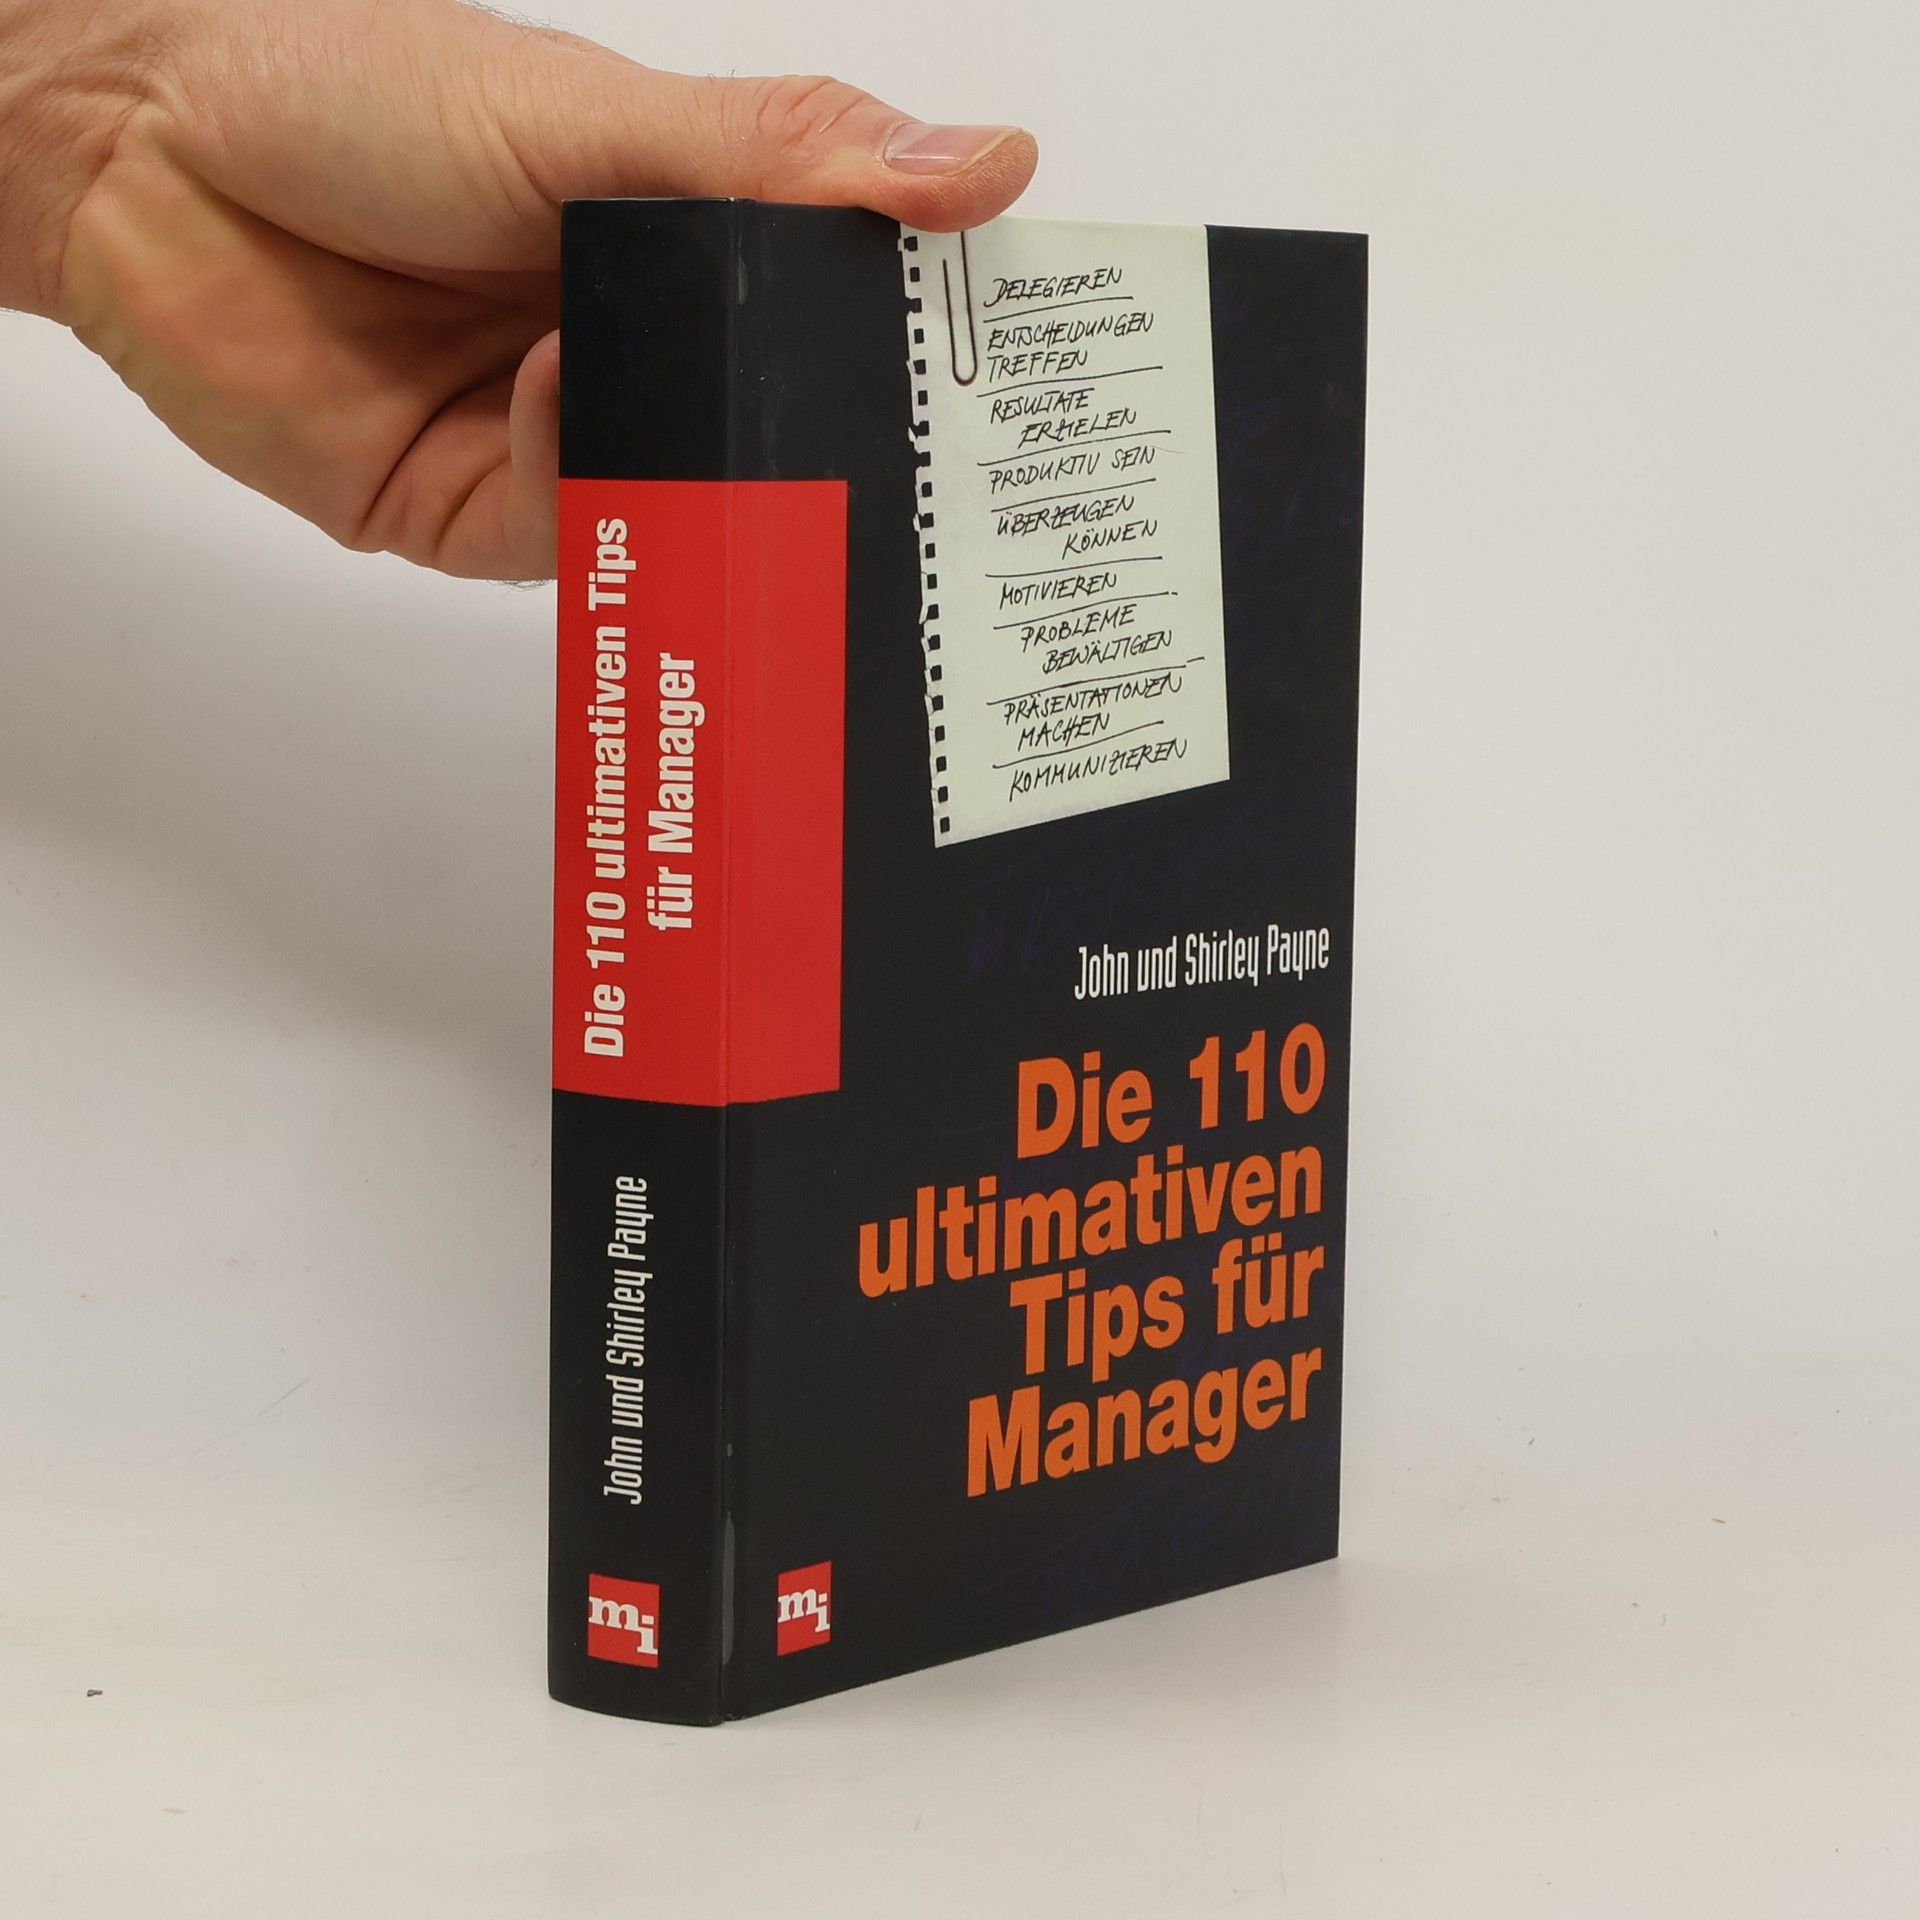 Die 110 ultimativen Tips
für Manager
John und Shirley Payne
mi
DELEGIEREN
ENTSCHEIDUNGEN
TREFFEN
RESULTATE
ERZIELEN
PRODUKTIV SEIN
ÜBERZEUGEN
KÖNNEN
MOTIVIEREN
PROBLEME
BEWÄLTIGEN
PRÄSENTATIONEN
MACHEN
KOMMUNIZIEREN
John und Shirley Payne
Die 110
ultimativen
Tips für
Manager
mi